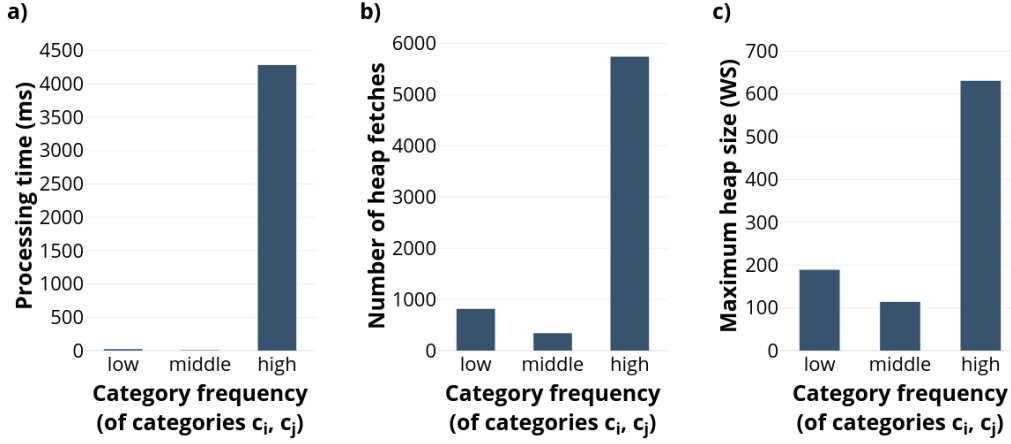 a)
Processing time (ms)
4500
4000
3500
3000
2500
2000
1500
1000
500
0
low middle high
Category frequency
(of categories cᵢ, cⱼ)
b)
Number of heap fetches
6000
5000
4000
3000
2000
1000
0
low middle high
Category frequency
(of categories cᵢ, cⱼ)
c)
Maximum heap size (WS)
700
600
500
400
300
200
100
0
low middle high
Category frequency
(of categories cᵢ, cⱼ)